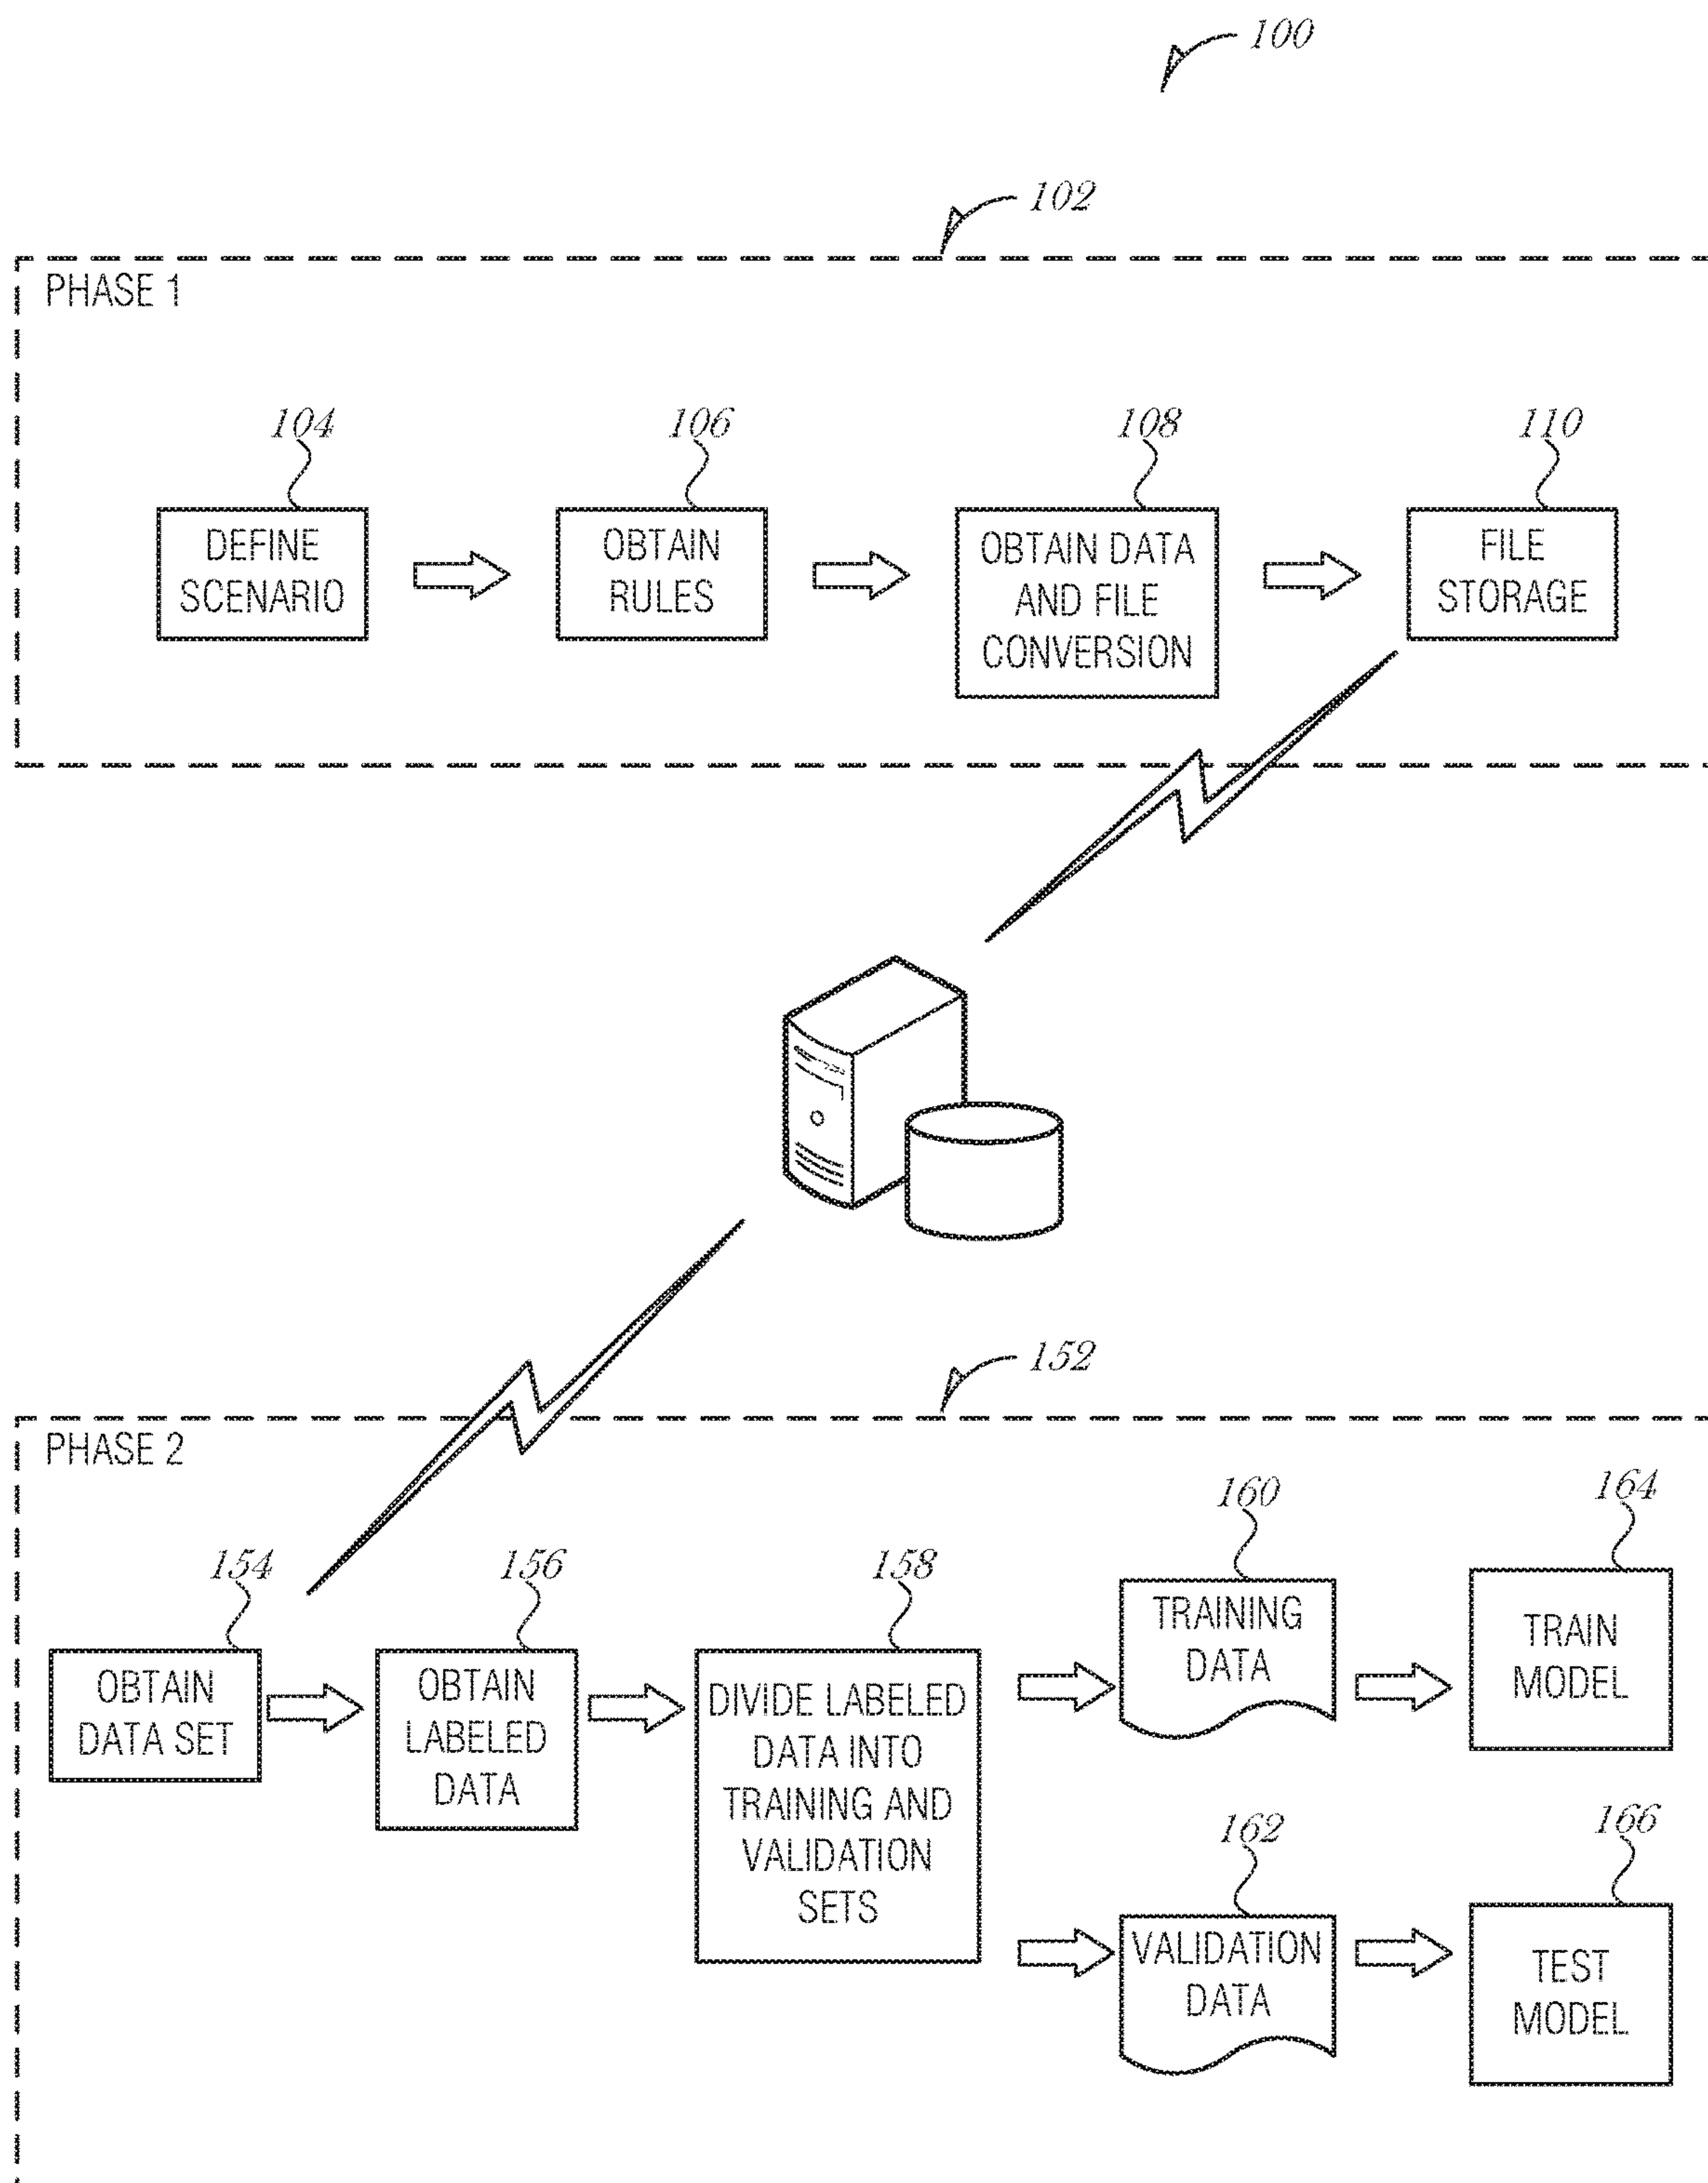 100
102
PHASE 1
104
106
108
110
DEFINE
SCENARIO
OBTAIN
RULES
OBTAIN DATA
AND FILE
CONVERSION
FILE
STORAGE
152
PHASE 2
154
156
158
160
164
OBTAIN
DATA SET
OBTAIN
LABELED
DATA
DIVIDE LABELED
DATA INTO
TRAINING AND
VALIDATION
SETS
TRAINING
DATA
TRAIN
MODEL
162
166
VALIDATION
DATA
TEST
MODEL